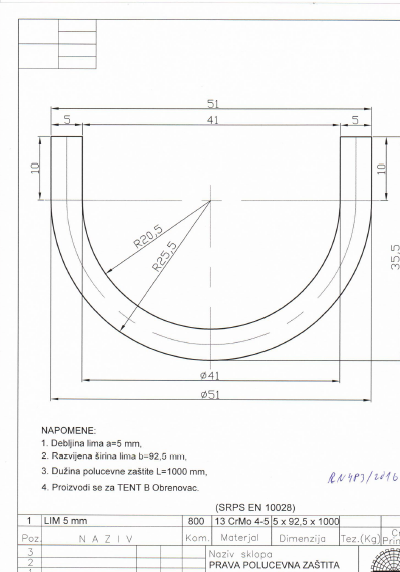 51
5 41 5
10 10
R20,5
R25,5
35,5
ø41
ø51
NAPOMENE:
1. Debljina lima a=5 mm,
2. Razvijena širina lima b=92,5 mm,
3. Dužina polucevne zaštite L=1000 mm,
4. Proizvodi se za TENT B Obrenovac.
(SRPS EN 10028)
1 LIM 5 mm 800 13 CrMo 4-5 5 x 92,5 x 1000
Poz. N A Z I V Kom. Materjal Dimenzija Tez.(Kg)
3 Naziv sklopa
2 PRAVA POLUCEVNA ZAŠTITA